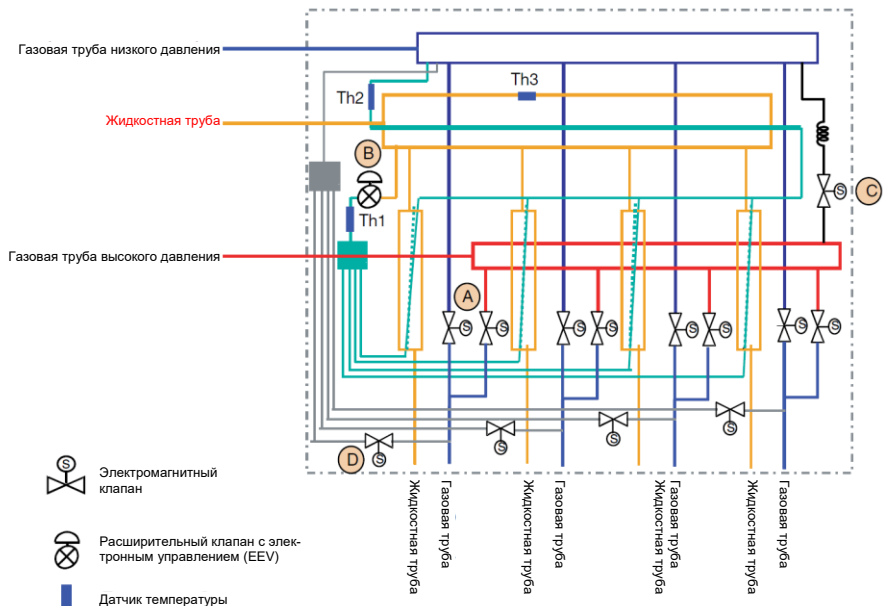 Газовая труба низкого давления
Th3
Th2
Жидкостная труба
B
S
C
Th1
Газовая труба высокого давления
A
S
S
S
S
S
S
S
S
S
S
S
D
S
S
Электромагнитный
клапан
Расширительный клапан с элек-
тронным управлением (EEV)
Датчик температуры
Жидкостная труба
Газовая труба
Жидкостная труба
Газовая труба
Жидкостная труба
Газовая труба
Жидкостная труба
Газовая труба